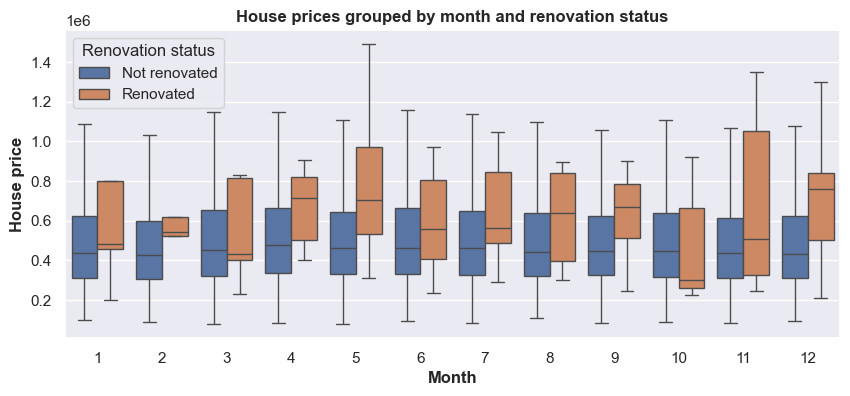 House prices grouped by month and renovation status
1e6
Renovation status
Not renovated
Renovated
1.4
1.2
1.0
0.8
0.6
0.4
0.2
House price
1 2 3 4 5 6 7 8 9 10 11 12
Month